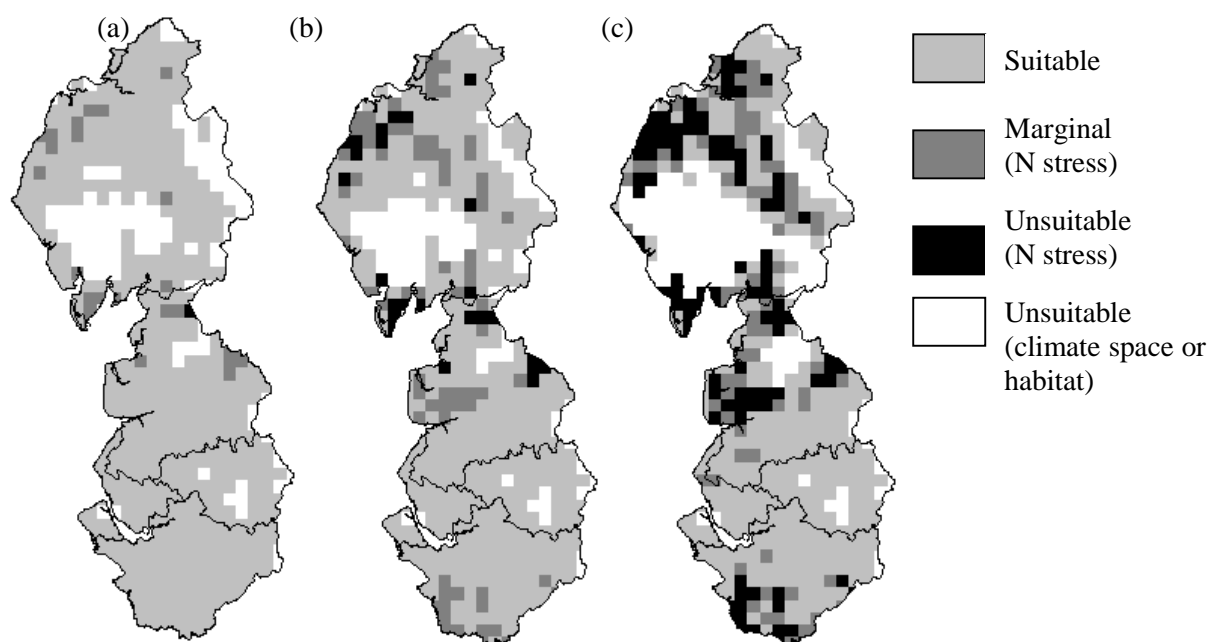 (a)
(b)
(c)
Suitable
Marginal
(N stress)
Unsuitable
(N stress)
Unsuitable
(climate space or
habitat)